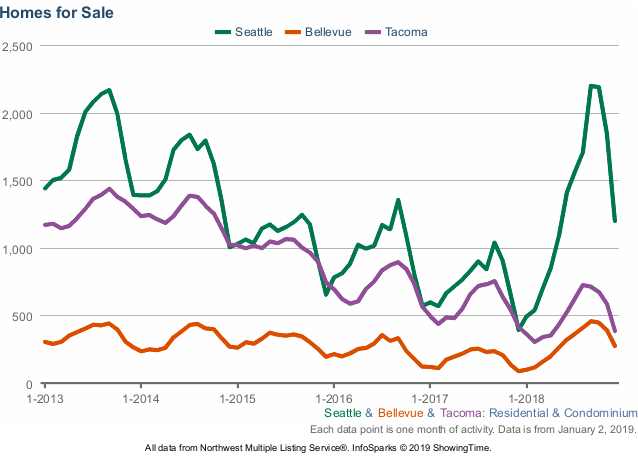 Homes for Sale
Seattle Bellevue Tacoma
2,500
2,000
1,500
1,000
500
0
1-2013 1-2014 1-2015 1-2016 1-2017 1-2018
Seattle & Bellevue & Tacoma: Residential & Condominium
Each data point is one month of activity. Data is from January 2, 2019.
All data from Northwest Multiple Listing Service®. InfoSparks © 2019 ShowingTime.